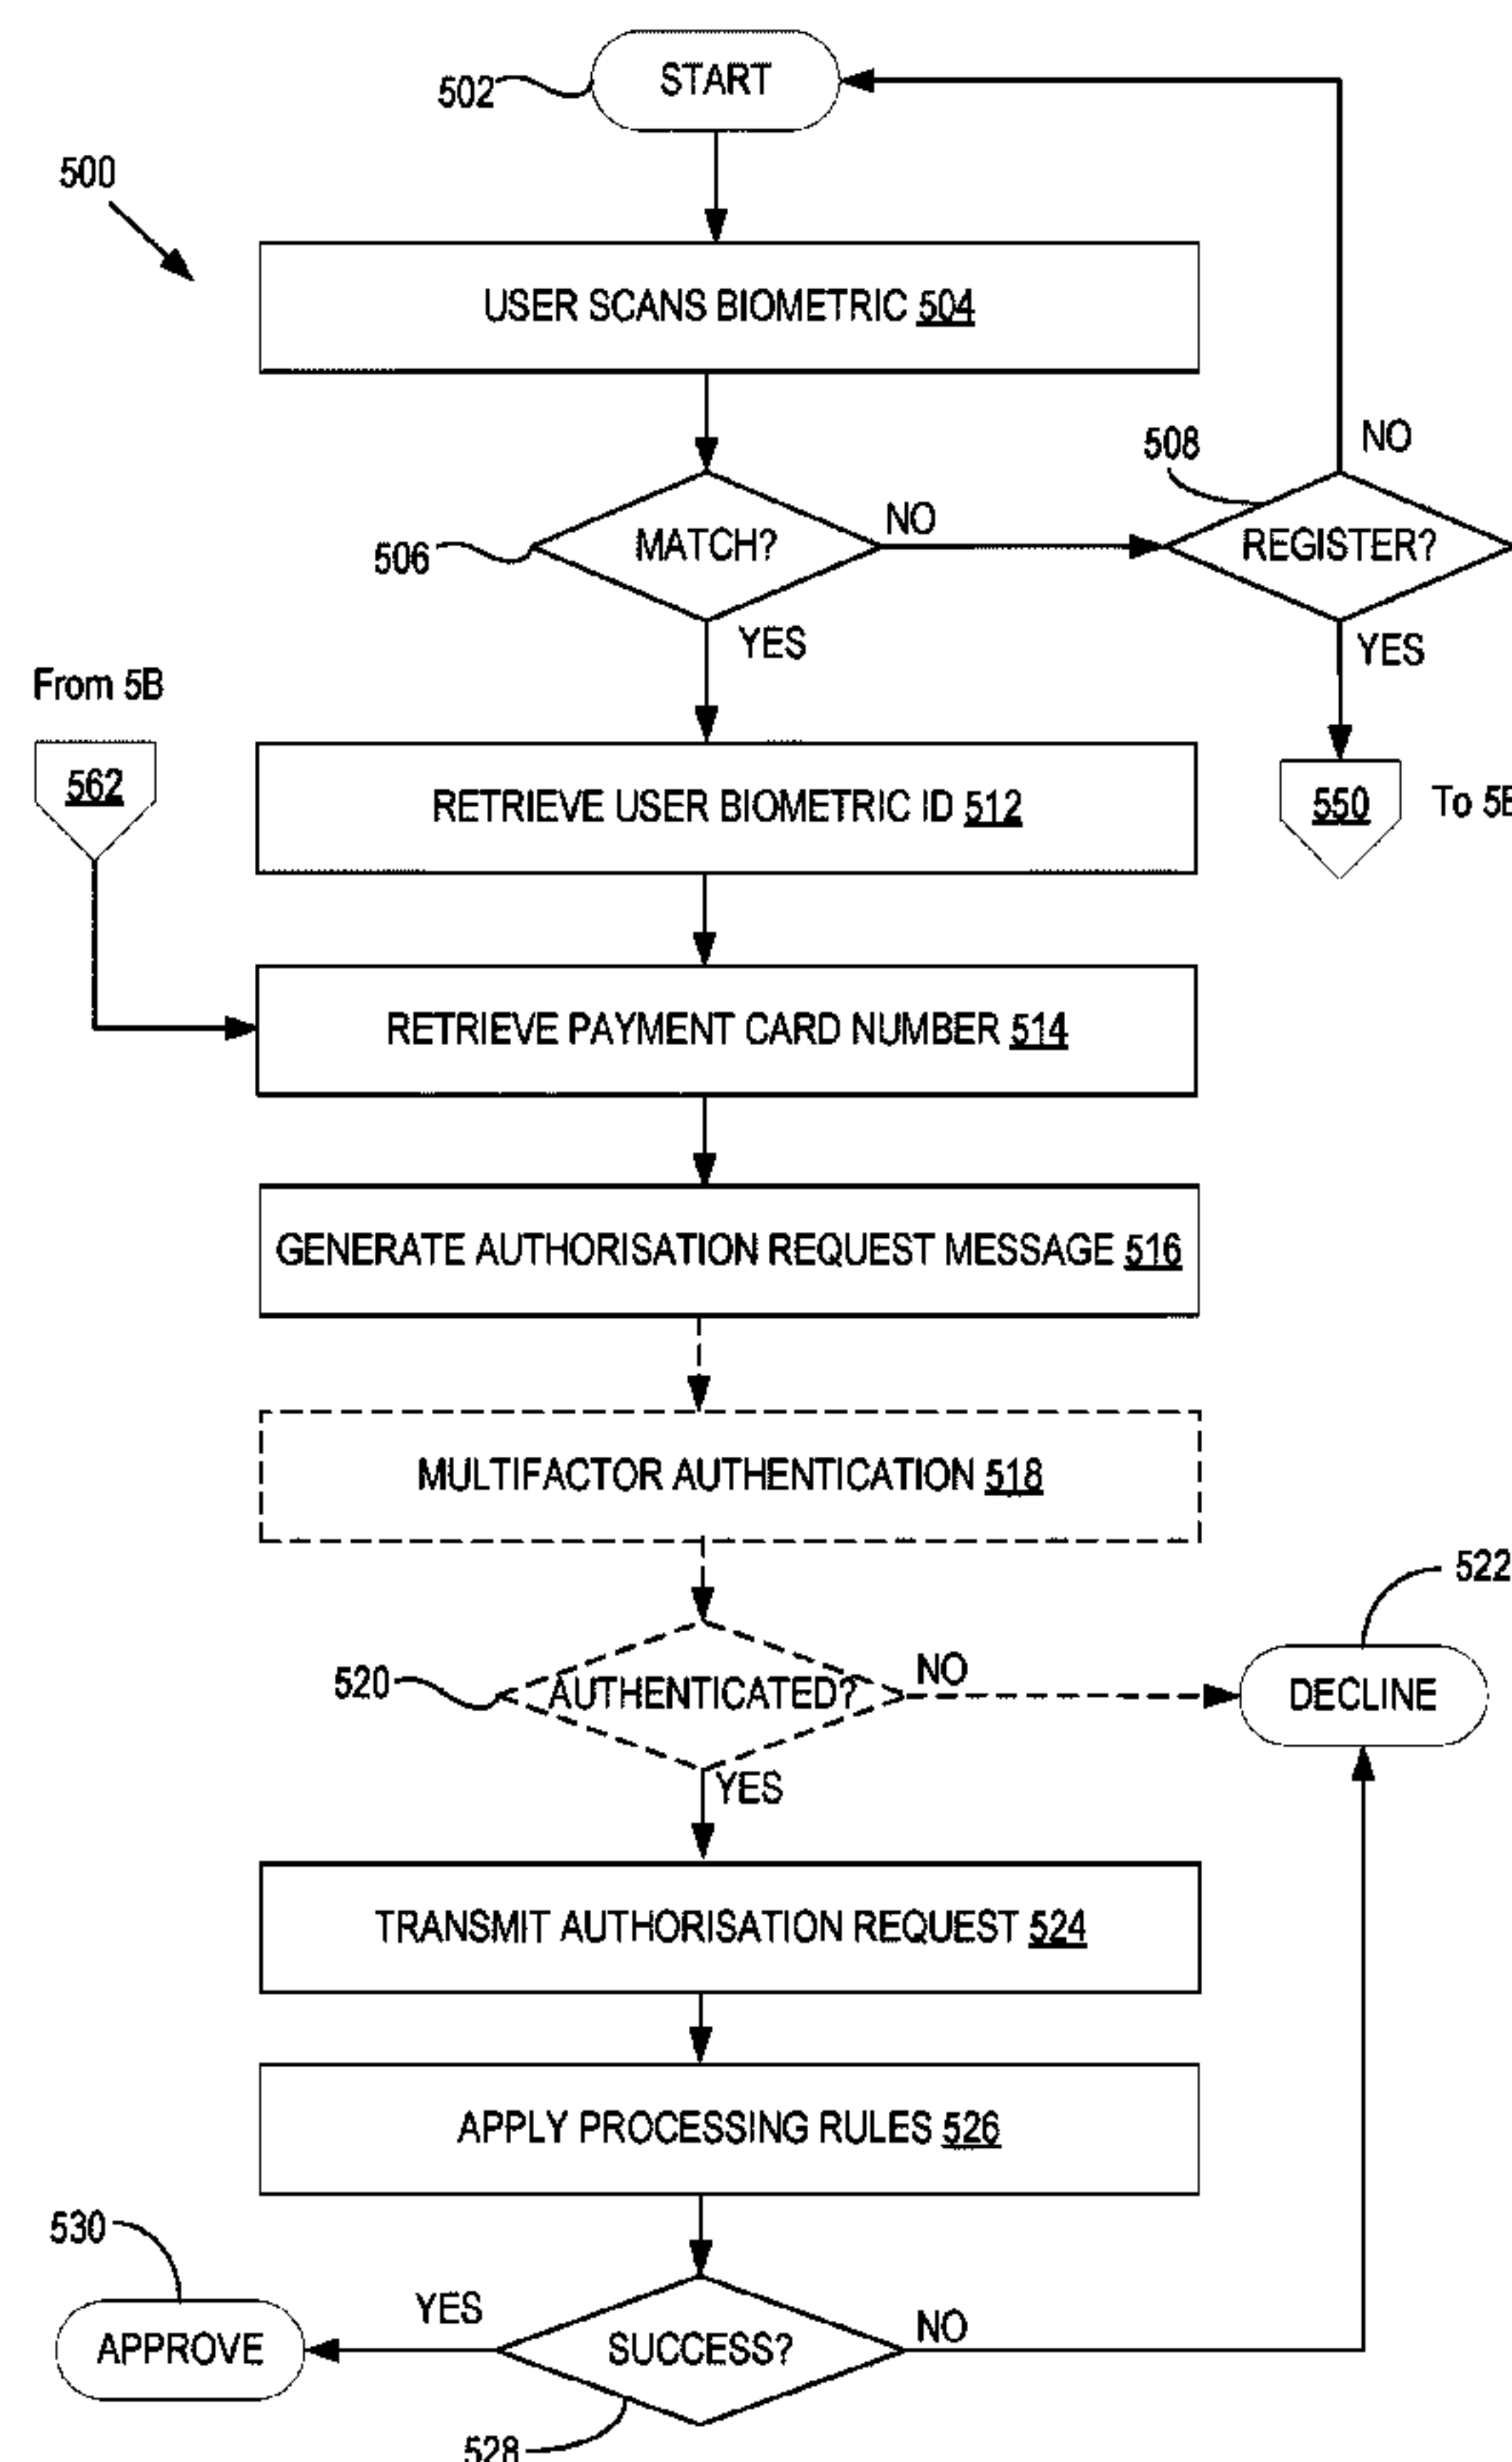 START
502
500
USER SCANS BIOMETRIC 504
NO
508
MATCH?
NO
REGISTER?
506
YES
YES
From 5B
562
RETRIEVE USER BIOMETRIC ID 512
550
To 5B
RETRIEVE PAYMENT CARD NUMBER 514
GENERATE AUTHORISATION REQUEST MESSAGE 516
MULTIFACTOR AUTHENTICATION 518
522
520
AUTHENTICATED?
NO
DECLINE
YES
TRANSMIT AUTHORISATION REQUEST 524
APPLY PROCESSING RULES 526
530
YES
NO
APPROVE
SUCCESS?
528